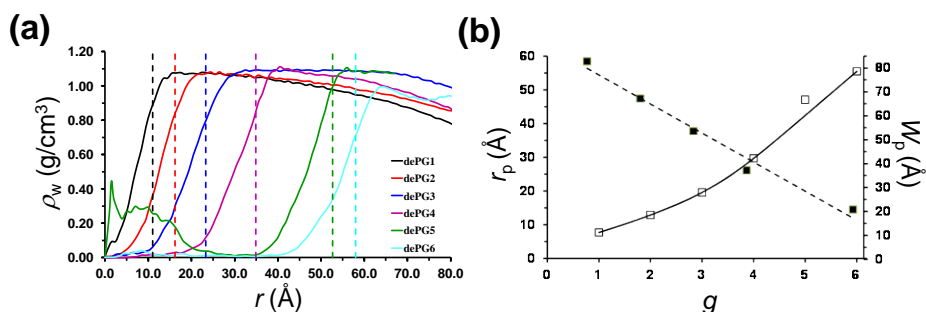 (a)
ρw (g/cm³)
1.20
1.00
0.80
0.60
0.40
0.20
0.00
dePG1
dePG2
dePG3
dePG4
dePG5
dePG6
0.0 10.0 20.0 30.0 40.0 50.0 60.0 70.0 80.0
r (Å)
(b)
rp (Å)
60
50
40
30
20
10
0
80
70
60
50
40
30
20
10
0
Wp (Å)
0 1 2 3 4 5 6
g